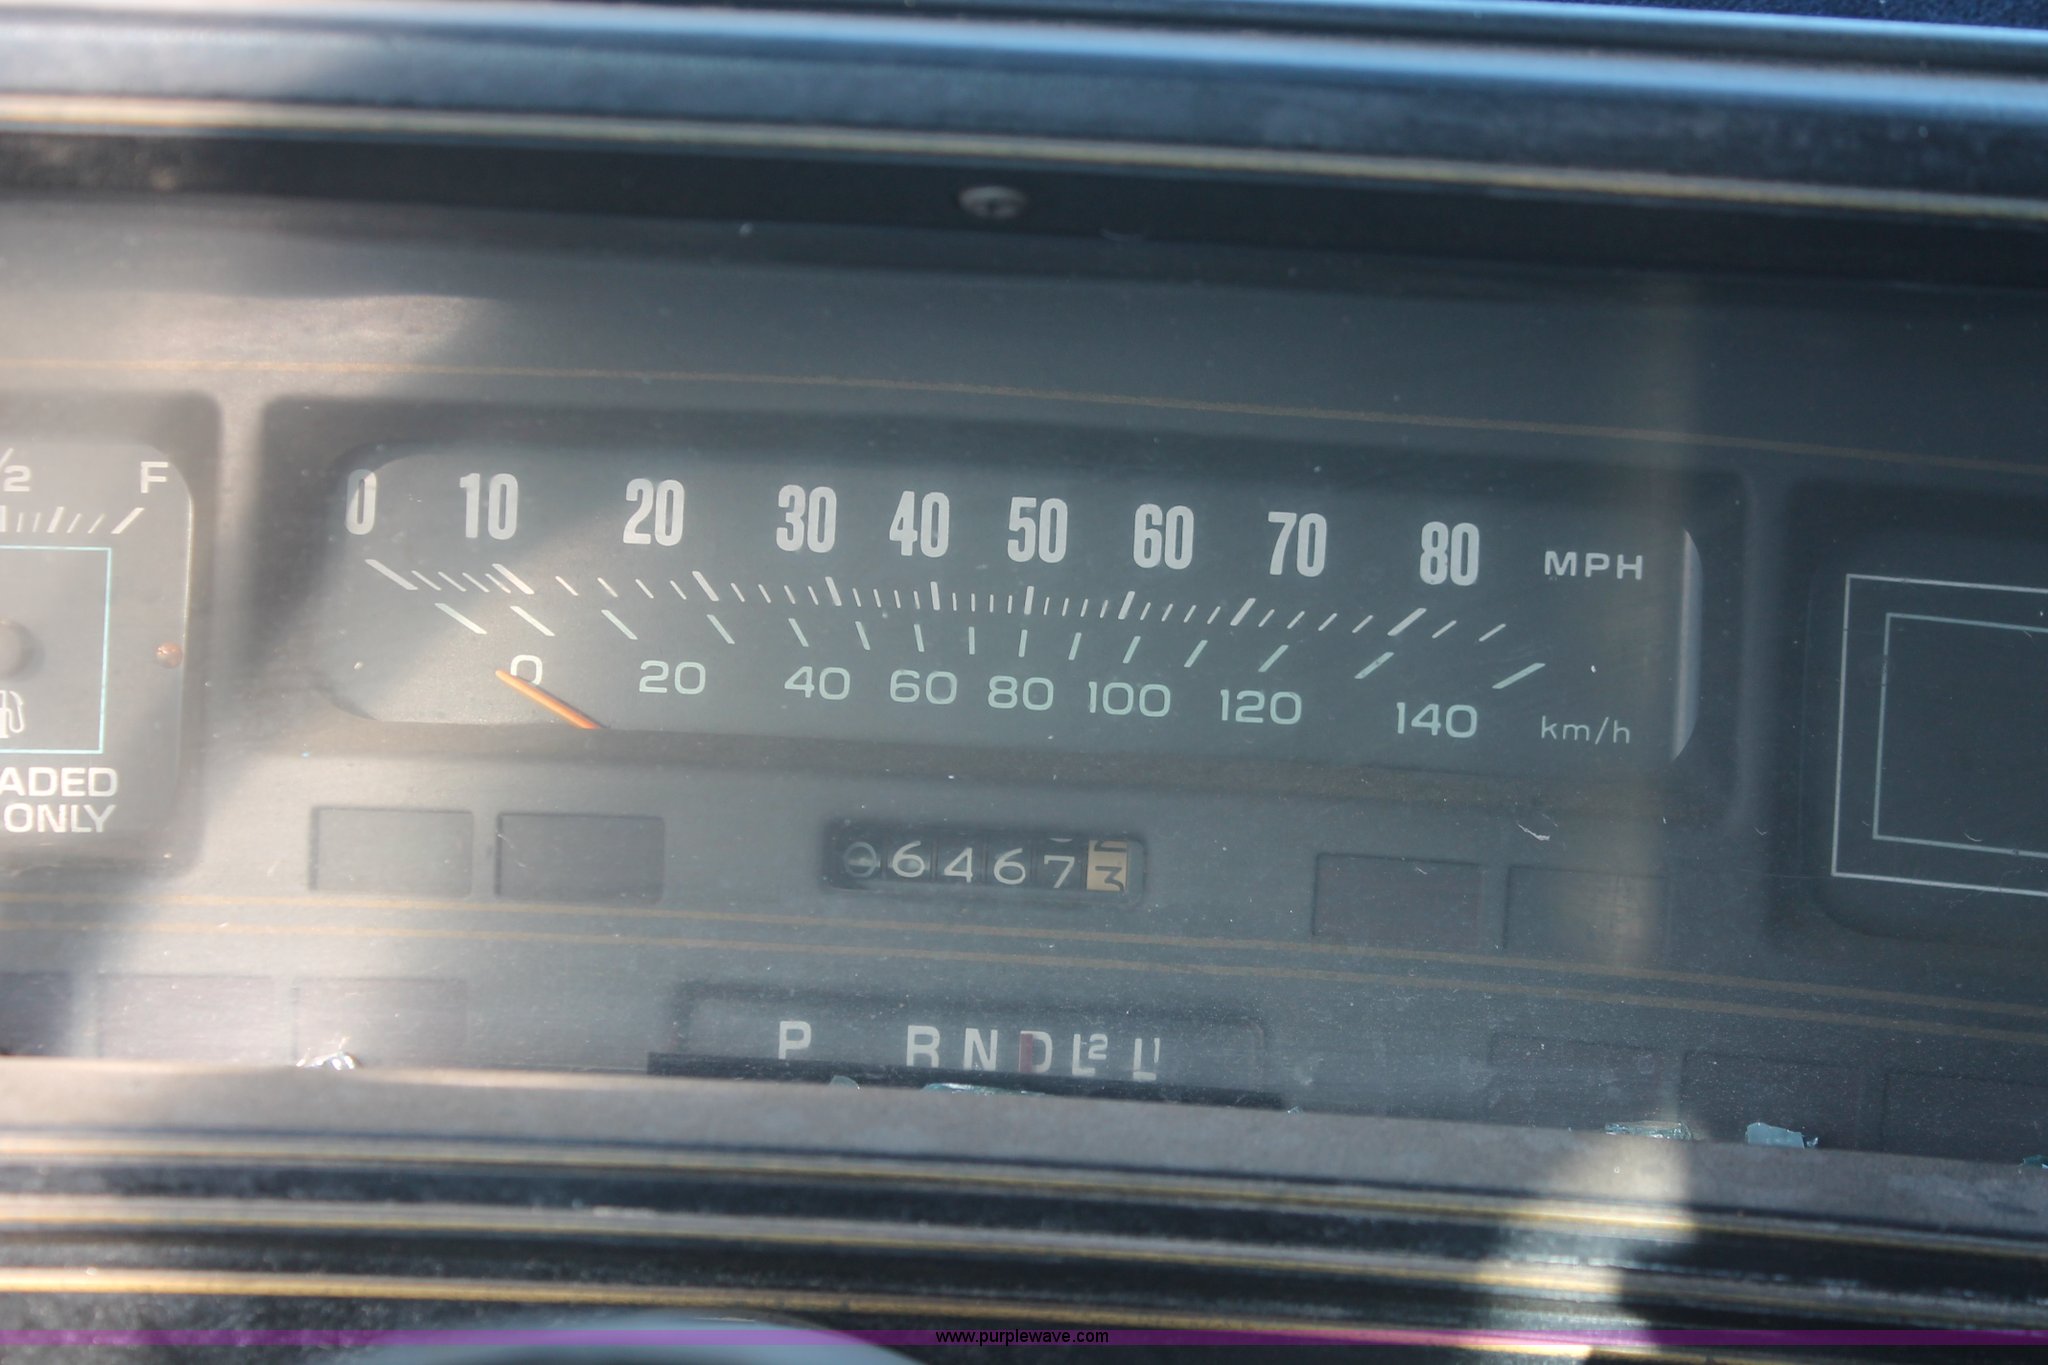 /2 F
ADED
ONLY
0 10 20 30 40 50 60 70 80 MPH
0 20 40 60 80 100 120 140 km/h
064673
P R N D L2 L1
www.purplewave.com